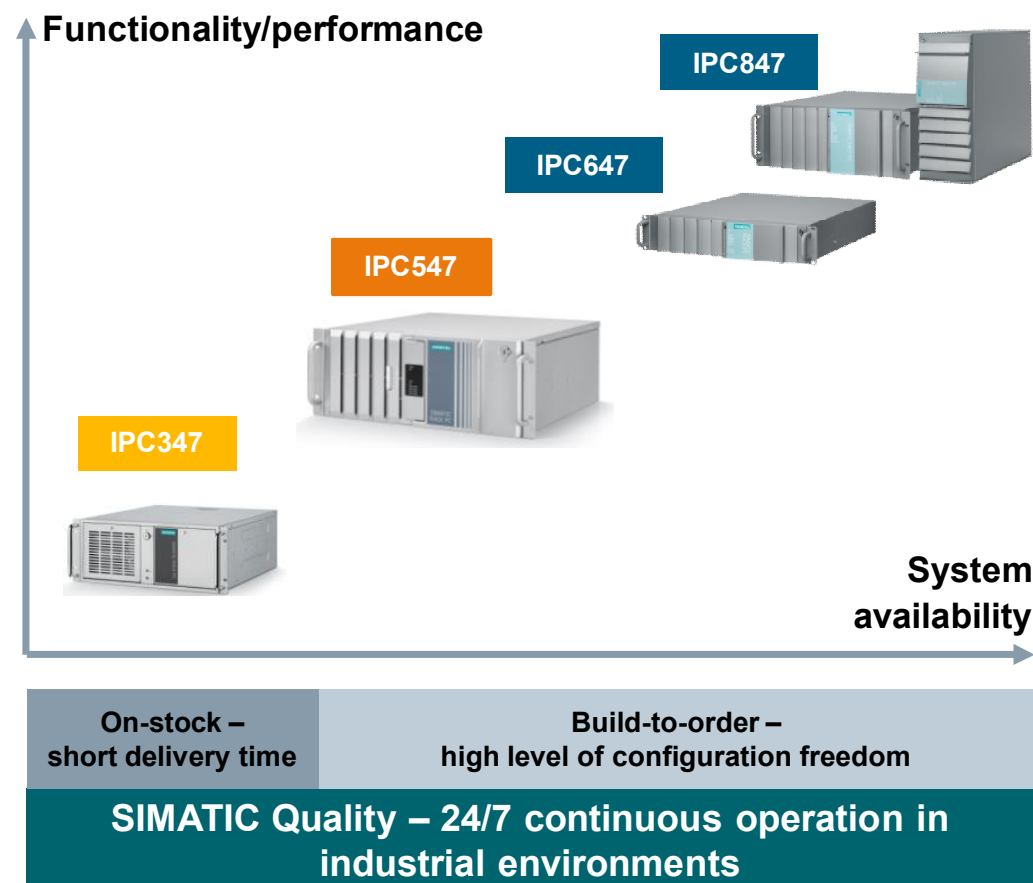 Functionality/performance
IPC847
IPC647
IPC547
IPC347
System
availability
On-stock –
short delivery time
Build-to-order –
high level of configuration freedom
SIMATIC Quality – 24/7 continuous operation in
industrial environments